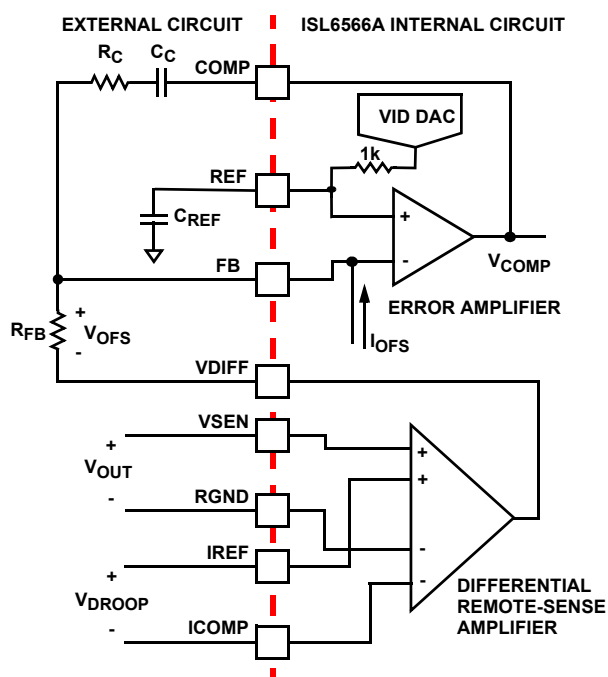 EXTERNAL CIRCUIT
ISL6566A INTERNAL CIRCUIT
RC
CC
COMP
VID DAC
1k
REF
CREF
+
-
VCOMP
FB
ERROR AMPLIFIER
IOFS
RFB
+
VOFS
-
VDIFF
VSEN
+
VOUT
-
RGND
IREF
+
VDROOP
-
ICOMP
+
+
-
-
DIFFERENTIAL
REMOTE-SENSE
AMPLIFIER